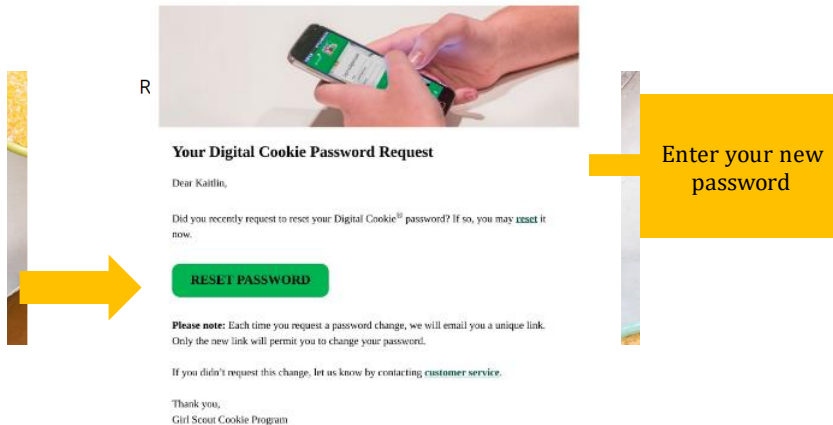 R
Your Digital Cookie Password Request
Dear Kaitlin,
Did you recently request to reset your Digital Cookie® password? If so, you may reset it
now.
RESET PASSWORD
Please note: Each time you request a password change, we will email you a unique link.
Only the new link will permit you to change your password.
If you didn't request this change, let us know by contacting customer service.
Thank you,
Girl Scout Cookie Program
Enter your new
password